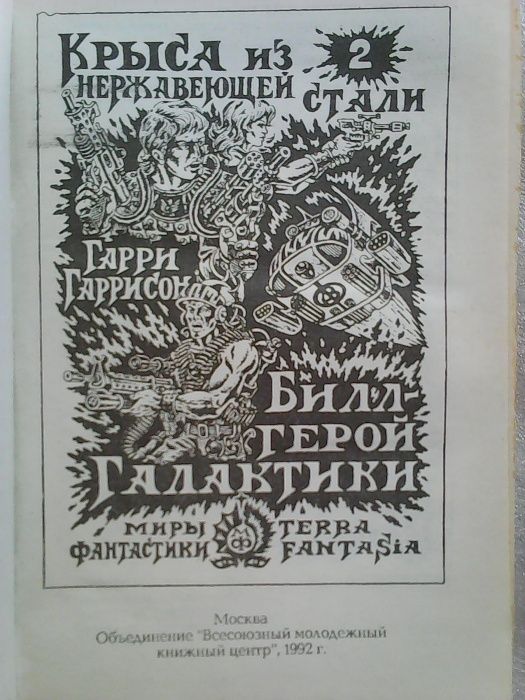 КРЫСА ИЗ 2
НЕРЖАВЕЮЩЕЙ
СТАЛИ
ГАРРИ
ГАРРИСОН
БИЛЛ-
ГЕРОЙ
ГАЛАКТИКИ
МИРЫ TERRA
ФАНТАСТИКИ FANTASIA
Москва
Объединение "Всесоюзный молодежный
книжный центр", 1992 г.